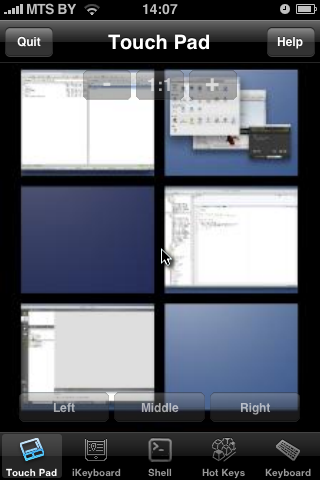 MTS BY 14:07
Quit Touch Pad Help
- 1:1 +
Left Middle Right
Touch Pad iKeyboard Shell Hot Keys Keyboard